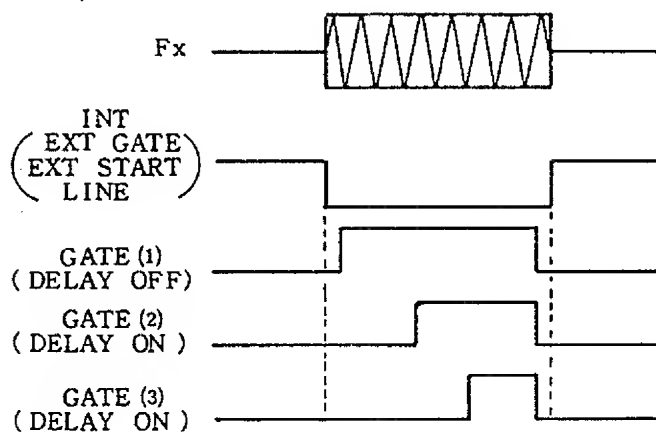 Fx
INT
EXT GATE
EXT START
LINE
GATE (1)
( DELAY OFF)
GATE (2)
( DELAY ON )
GATE (3)
( DELAY ON )